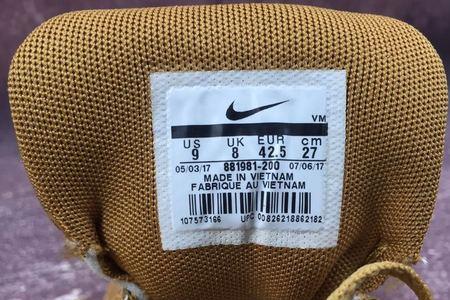 VM
US UK EUR cm
9 8 42.5 27
05/03/17 881981-200 07/06/17
MADE IN VIETNAM
FABRIQUE AU VIETNAM
107573166 UPC 00826218862182